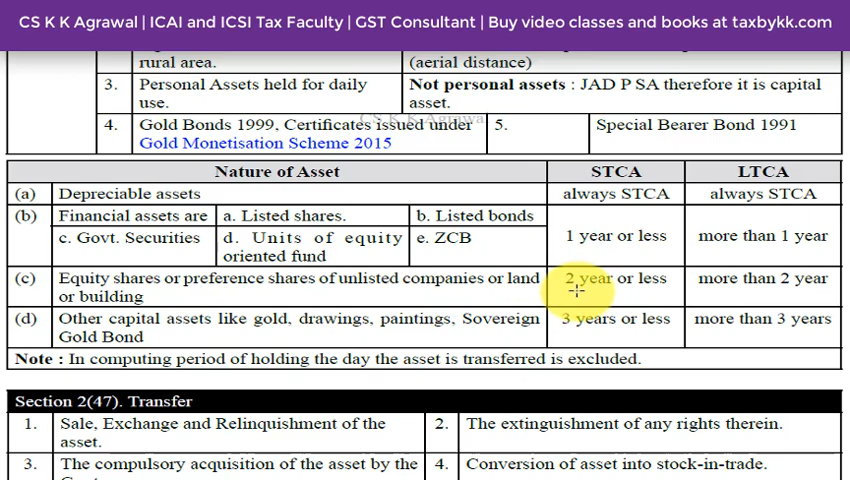 CS K K Agrawal | ICAI and ICSI Tax Faculty | GST Consultant | Buy video classes and books at taxbykk.com
rural area.
(aerial distance)
3. Personal Assets held for daily use.
Not personal assets : JAD P SA therefore it is capital asset.
CS K K Agrawal
4. Gold Bonds 1999, Certificates issued under Gold Monetisation Scheme 2015
5. Special Bearer Bond 1991
Nature of Asset STCA LTCA
(a) Depreciable assets always STCA always STCA
(b) Financial assets are a. Listed shares. b. Listed bonds
c. Govt. Securities d. Units of equity oriented fund e. ZCB
1 year or less more than 1 year
(c) Equity shares or preference shares of unlisted companies or land or building
2 year or less more than 2 year
(d) Other capital assets like gold, drawings, paintings, Sovereign Gold Bond
3 years or less more than 3 years
Note : In computing period of holding the day the asset is transferred is excluded.
Section 2(47). Transfer
1. Sale, Exchange and Relinquishment of the asset.
2. The extinguishment of any rights therein.
3. The compulsory acquisition of the asset by the
4. Conversion of asset into stock-in-trade.